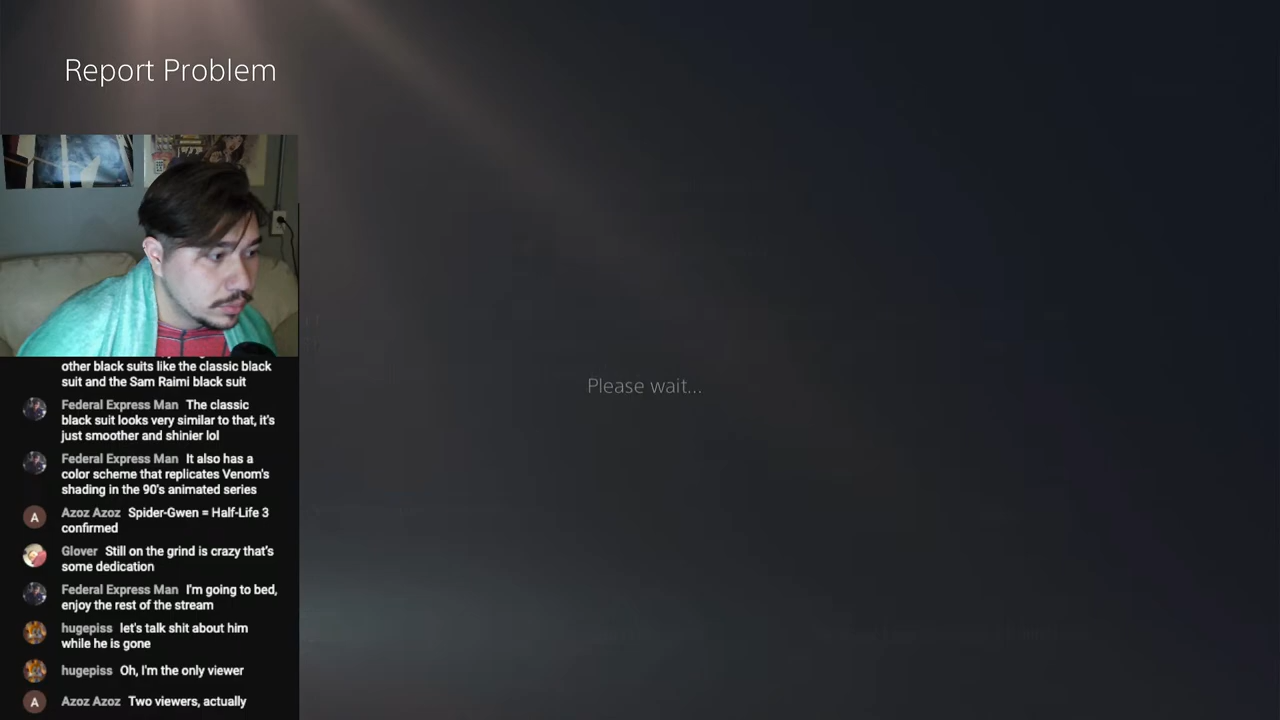 Report Problem
Please wait...
other black suits like the classic black
suit and the Sam Raimi black suit
Federal Express Man The classic
black suit looks very similar to that, it's
just smoother and shinier lol
Federal Express Man It also has a
color scheme that replicates Venom's
shading in the 90's animated series
A Azoz Azoz Spider-Gwen = Half-Life 3
confirmed
Glover Still on the grind is crazy that's
some dedication
Federal Express Man I'm going to bed,
enjoy the rest of the stream
hugepiss let's talk shit about him
while he is gone
hugepiss Oh, I'm the only viewer
A Azoz Azoz Two viewers, actually